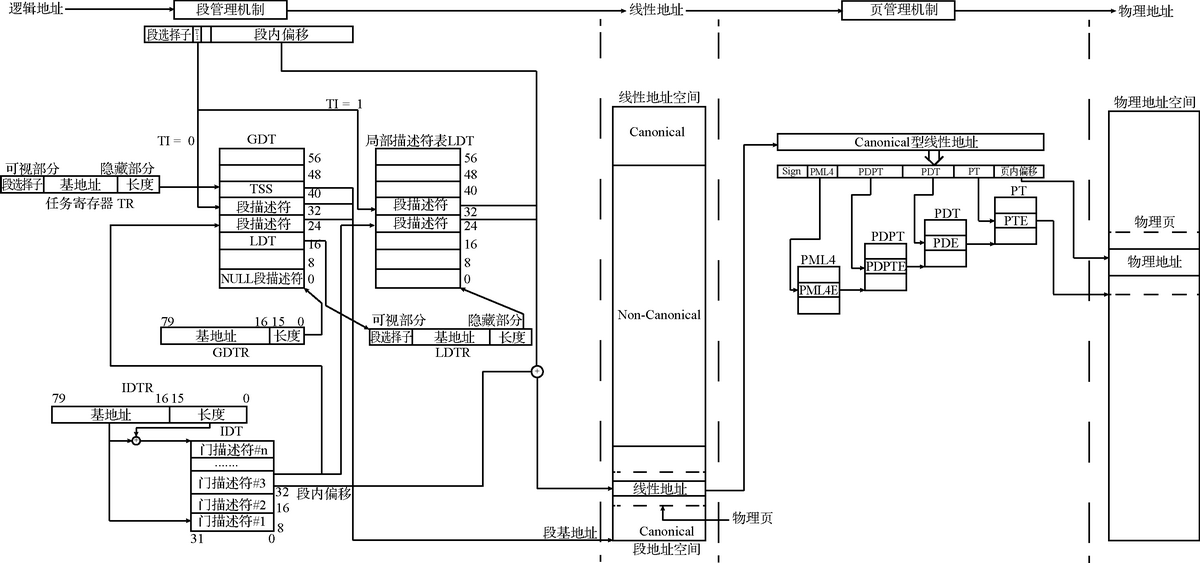 逻辑地址
段管理机制
线性地址
页管理机制
物理地址
段选择子
段内偏移
TI = 1
TI = 0
可视部分
隐藏部分
段选择子
基地址
长度
任务寄存器 TR
GDT
56
48
TSS
40
段描述符
32
段描述符
24
LDT
16
8
NULL段描述符
0
局部描述符表LDT
56
48
40
段描述符
32
段描述符
24
16
8
0
79
16
15
0
基地址
长度
GDTR
可视部分
隐藏部分
段选择子
基地址
长度
LDTR
IDTR
79
16
15
0
基地址
长度
IDT
门描述符#n
.......
门描述符#3
32
段内偏移
门描述符#2
16
门描述符#1
8
31
0
线性地址空间
Canonical
Non-Canonical
线性地址
物理页
段基地址
Canonical
段地址空间
Canonical型线性地址
Sign
PML4
PDPT
PDT
PT
页内偏移
PT
PTE
PDT
PDE
PDPT
PDPTE
PML4
PML4E
物理地址空间
物理页
物理地址